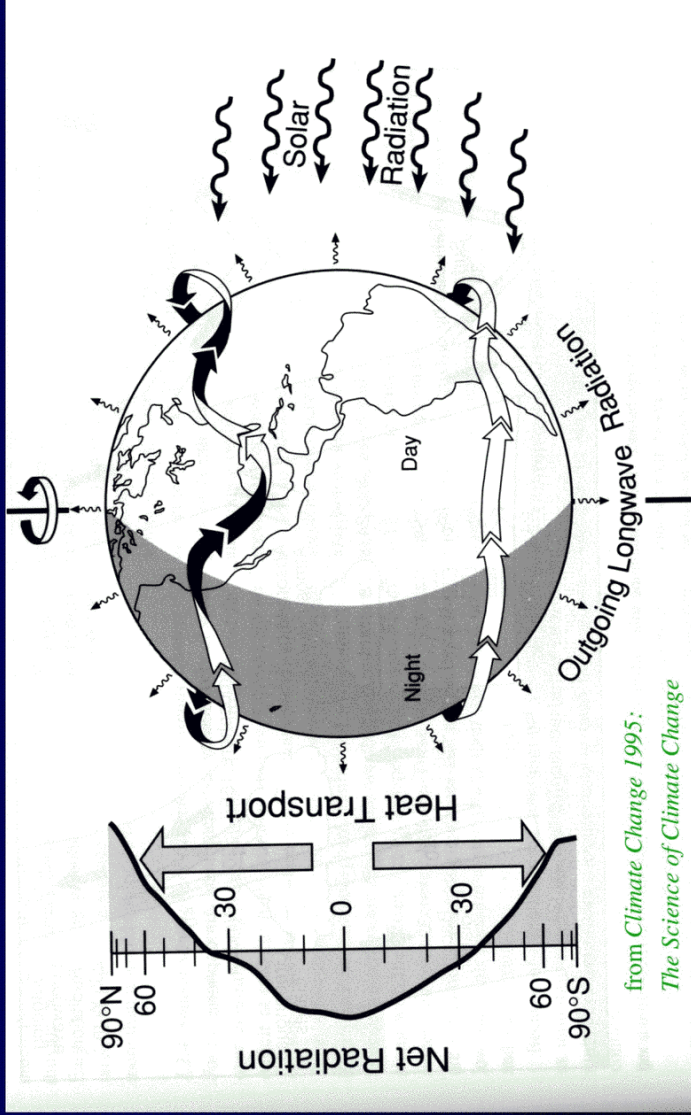 Net Radiation
90°N
60
30
0
30
60
90°S
Heat Transport
Night
Day
Solar
Radiation
Outgoing Longwave Radiation
from Climate Change 1995:
The Science of Climate Change